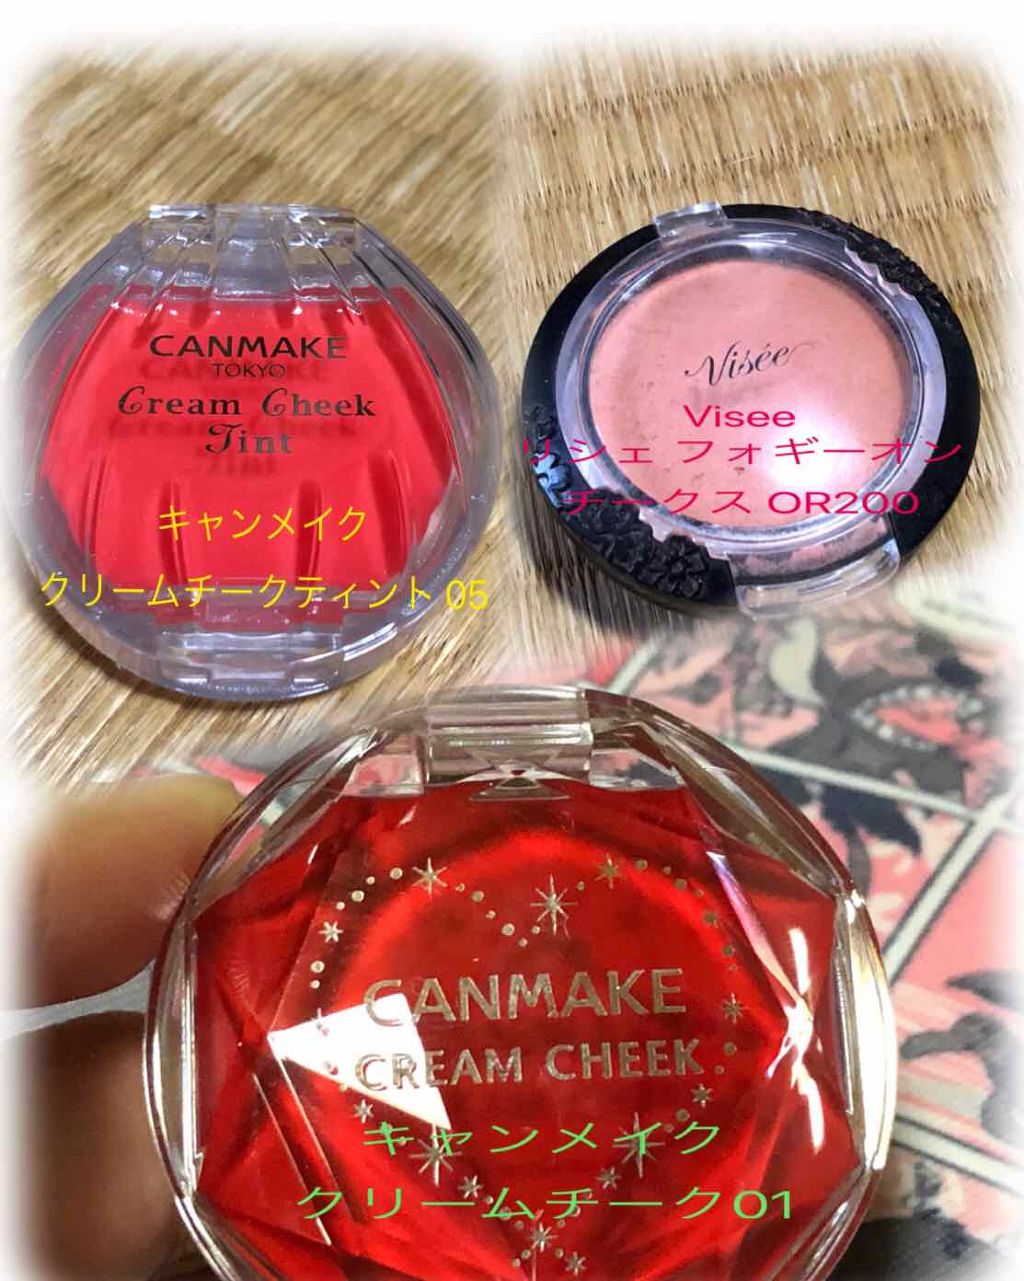 CANMAKE
TOKYO
Cream Cheek
Tint
キャンメイク
クリームチークティント 05
Visée
Visee
リシェ フォギーオン
チークス OR200
CANMAKE
CREAM CHEEK
キャンメイク
クリームチーク01